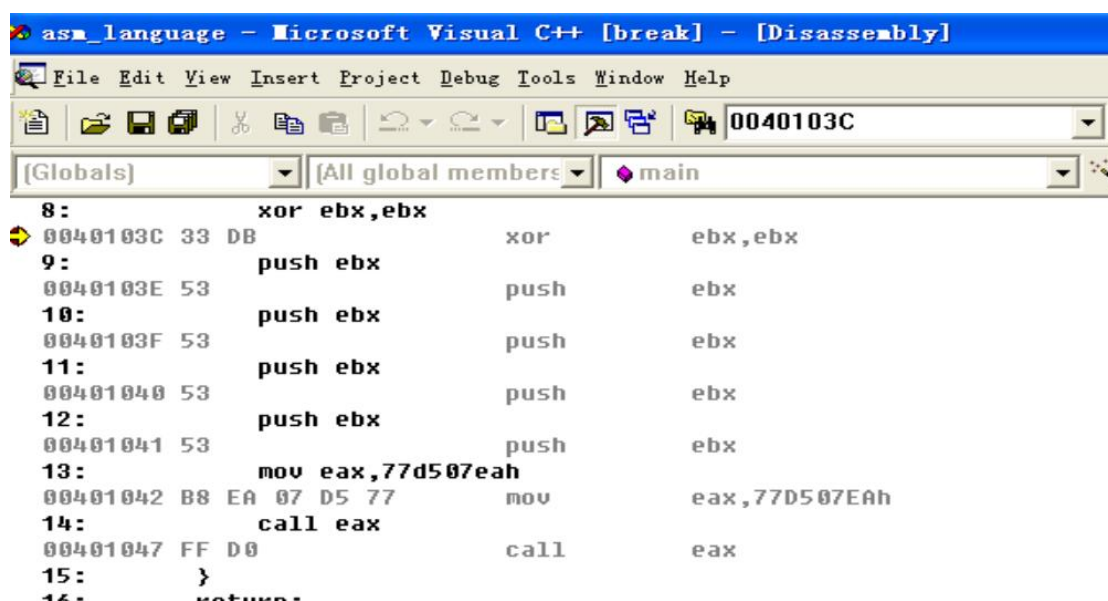 asm_language - Microsoft Visual C++ [break] - [Disassembly]
File Edit View Insert Project Debug Tools Window Help
0040103C
(Globals) (All global members main
8: xor ebx,ebx
0040103C 33 DB xor ebx,ebx
9: push ebx
0040103E 53 push ebx
10: push ebx
0040103F 53 push ebx
11: push ebx
00401040 53 push ebx
12: push ebx
00401041 53 push ebx
13: mov eax,77d507eah
00401042 B8 EA 07 D5 77 mov eax,77D507EAh
14: call eax
00401047 FF D0 call eax
15: }
16: return;